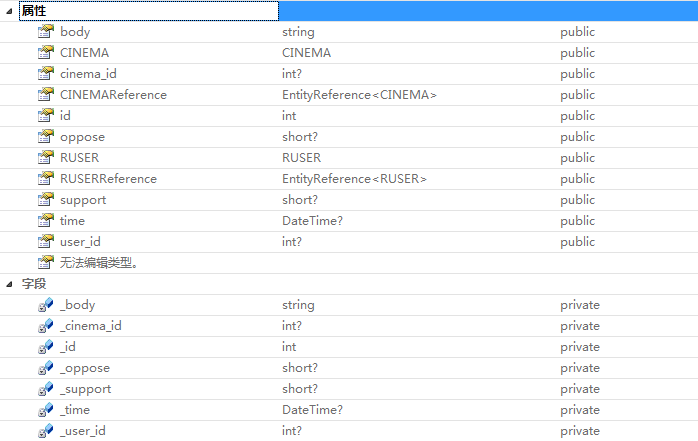 属性
body string public
CINEMA CINEMA public
cinema_id int? public
CINEMAReference EntityReference<CINEMA> public
id int public
oppose short? public
RUSER RUSER public
RUSERReference EntityReference<RUSER> public
support short? public
time DateTime? public
user_id int? public
无法编辑类型。
字段
_body string private
_cinema_id int? private
_id int private
_oppose short? private
_support short? private
_time DateTime? private
_user_id int? private